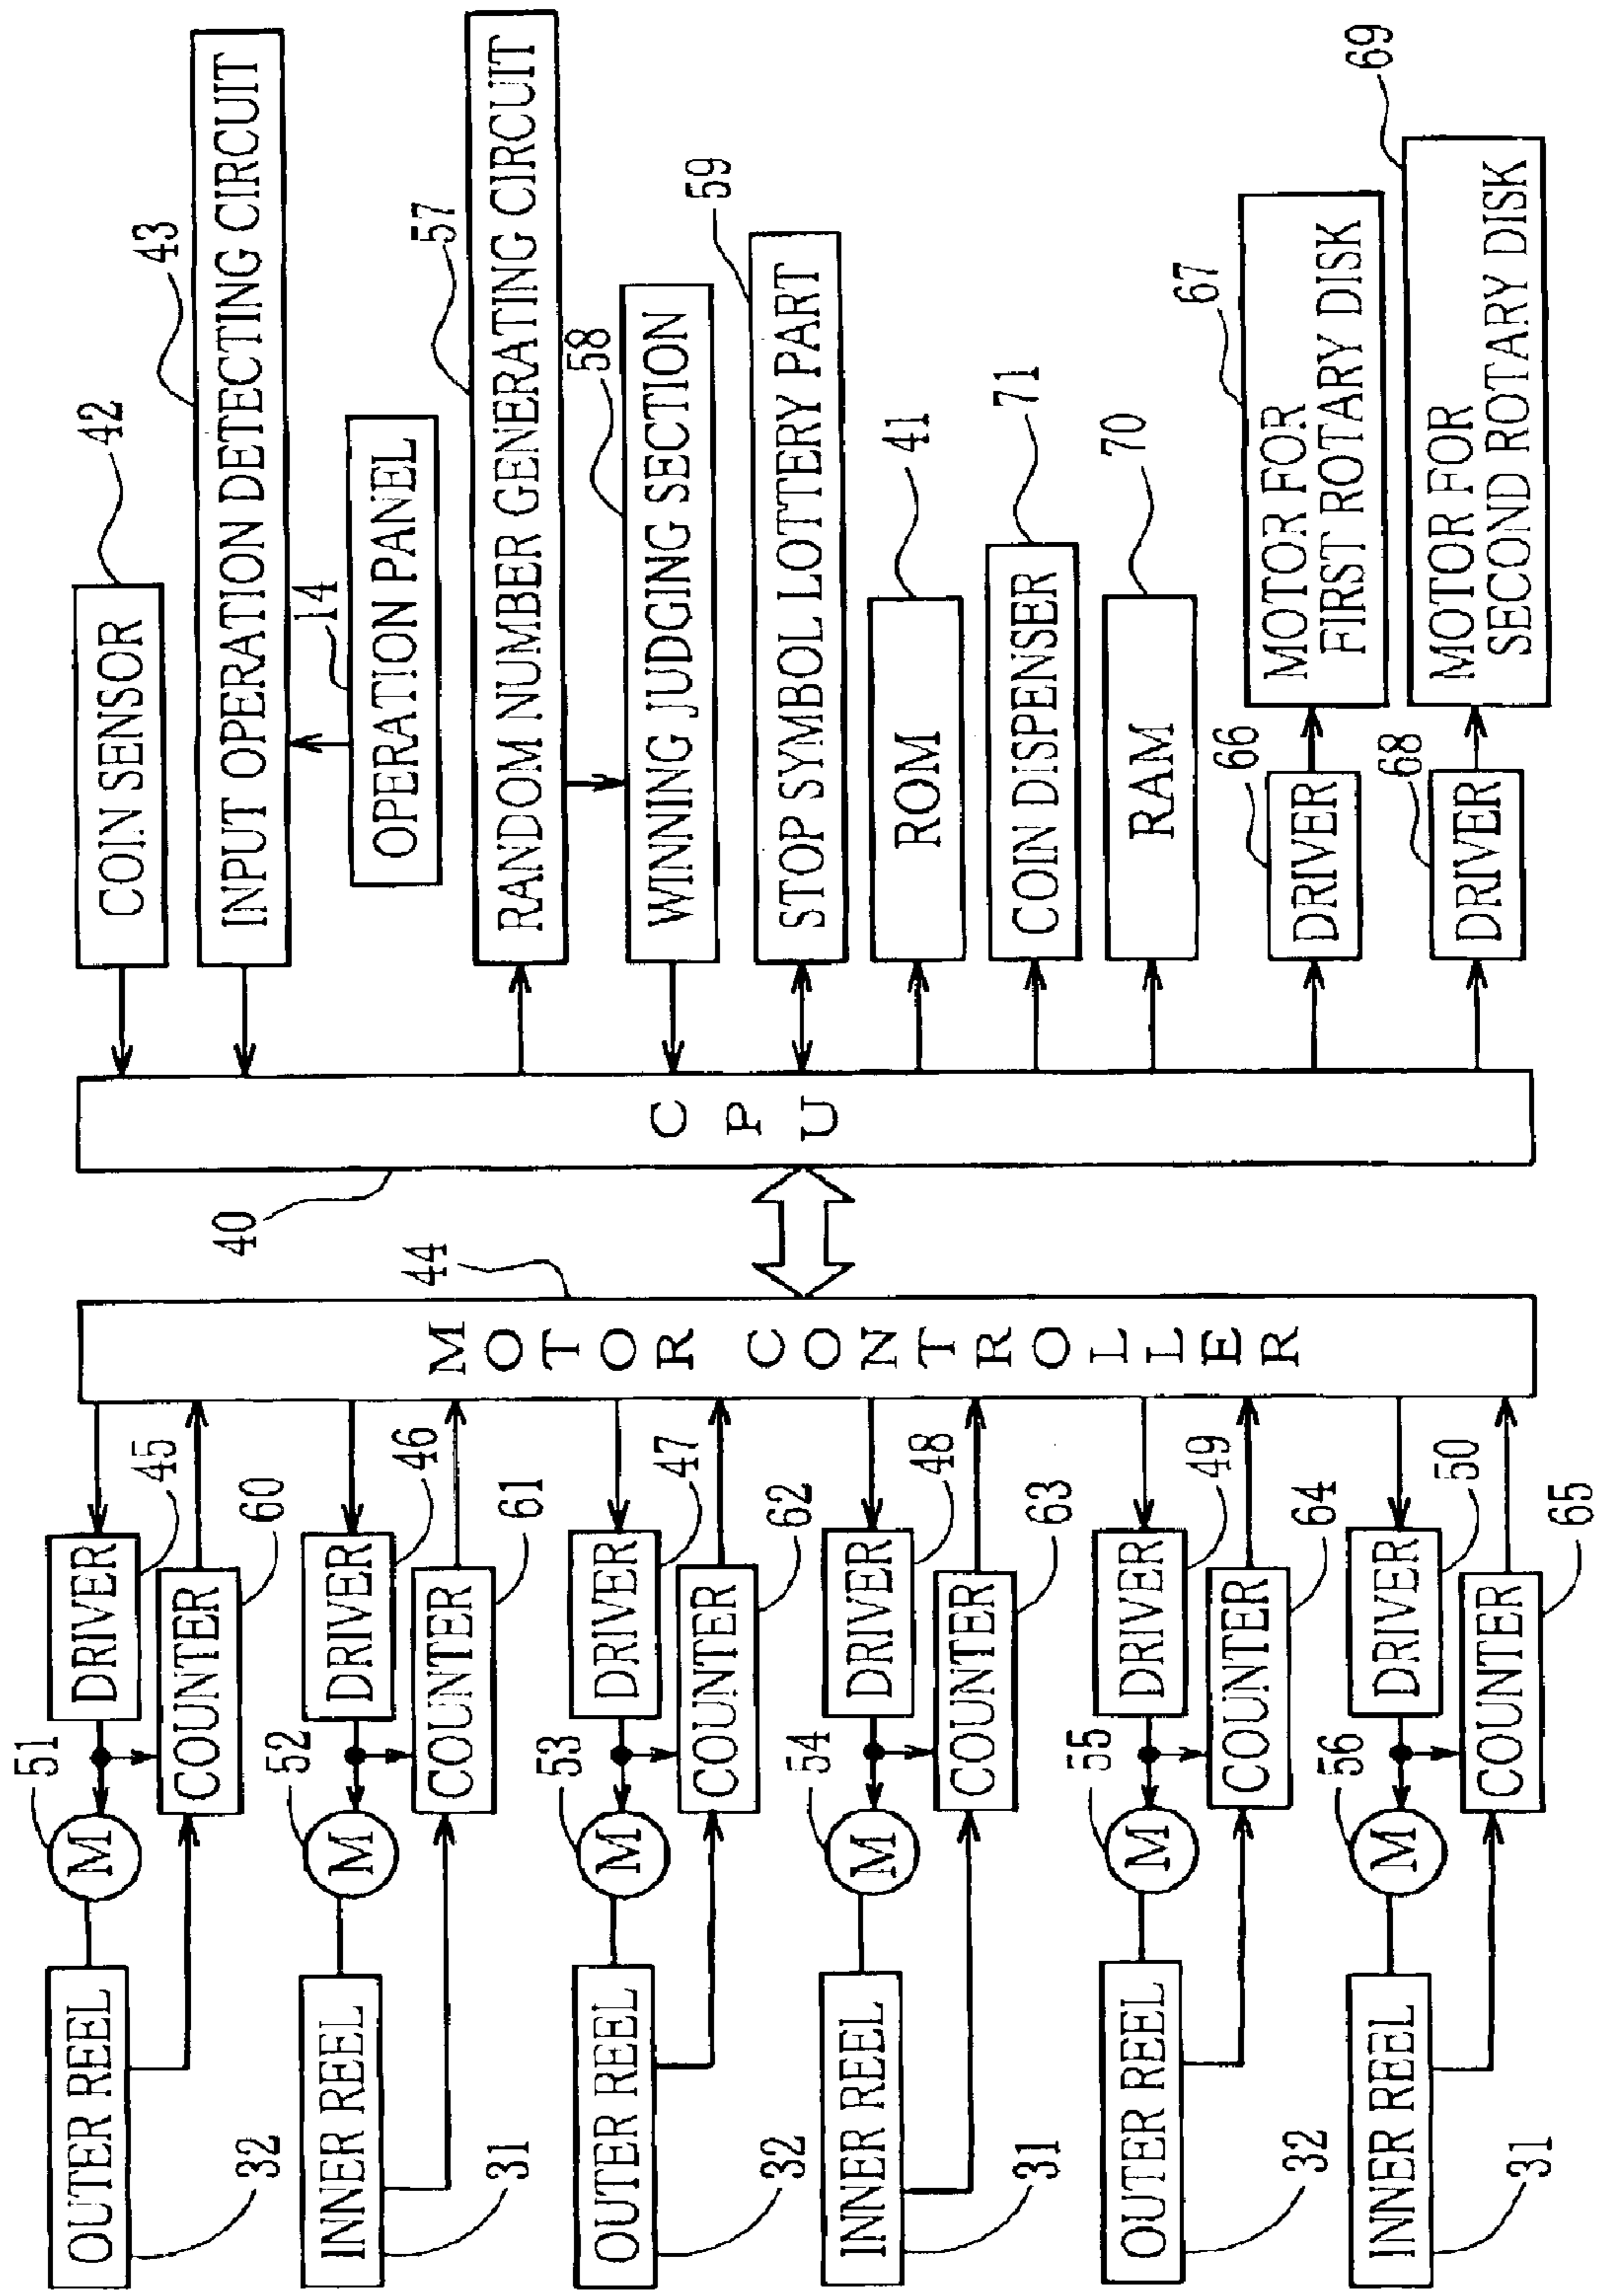 OUTER REEL
32
51
M
DRIVER
45
COUNTER
60
INNER REEL
31
52
M
DRIVER
46
COUNTER
61
OUTER REEL
32
53
M
DRIVER
47
COUNTER
62
INNER REEL
31
54
M
DRIVER
48
COUNTER
63
OUTER REEL
32
55
M
DRIVER
49
COUNTER
64
INNER REEL
31
56
M
DRIVER
50
COUNTER
65
MOTOR CONTROLLER
44
CPU
40
COIN SENSOR
42
INPUT OPERATION DETECTING CIRCUIT
43
14
OPERATION PANEL
RANDOM NUMBER GENERATING CIRCUIT
57
WINNING JUDGING SECTION
58
STOP SYMBOL LOTTERY PART
59
ROM
41
COIN DISPENSER
71
RAM
70
DRIVER
66
MOTOR FOR
FIRST ROTARY DISK
67
DRIVER
68
MOTOR FOR
SECOND ROTARY DISK
69